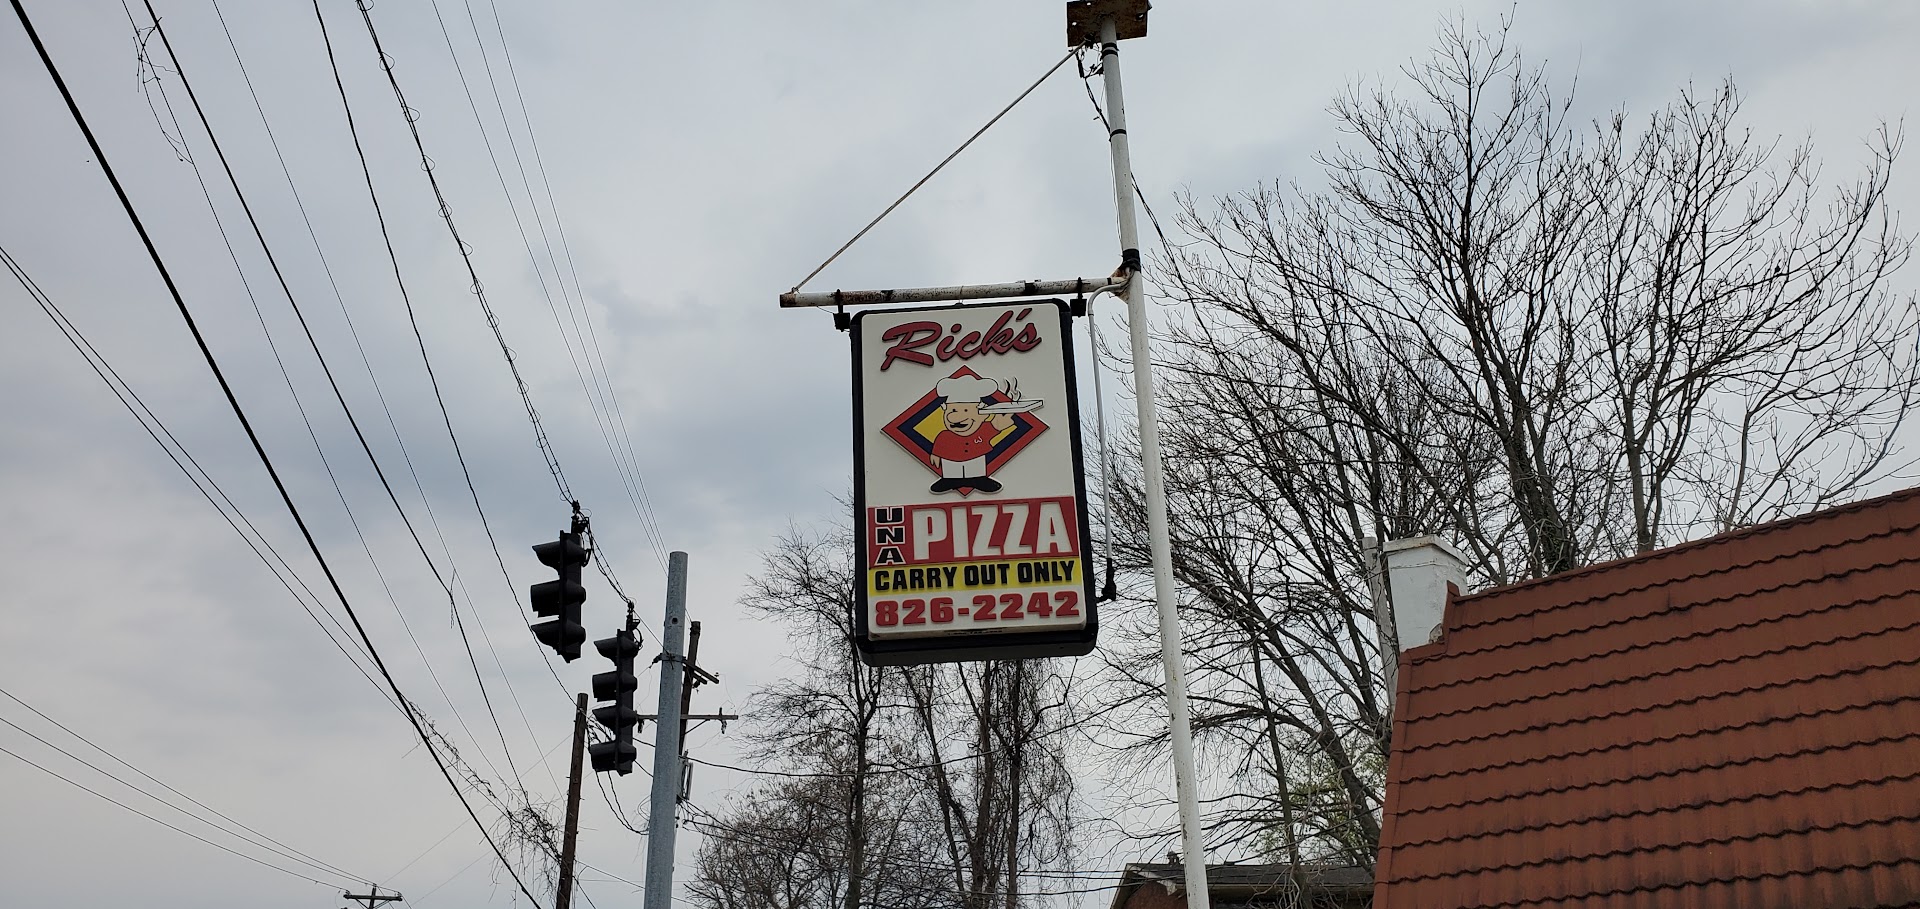 Rick's
UNA PIZZA
CARRY OUT ONLY
826-2242